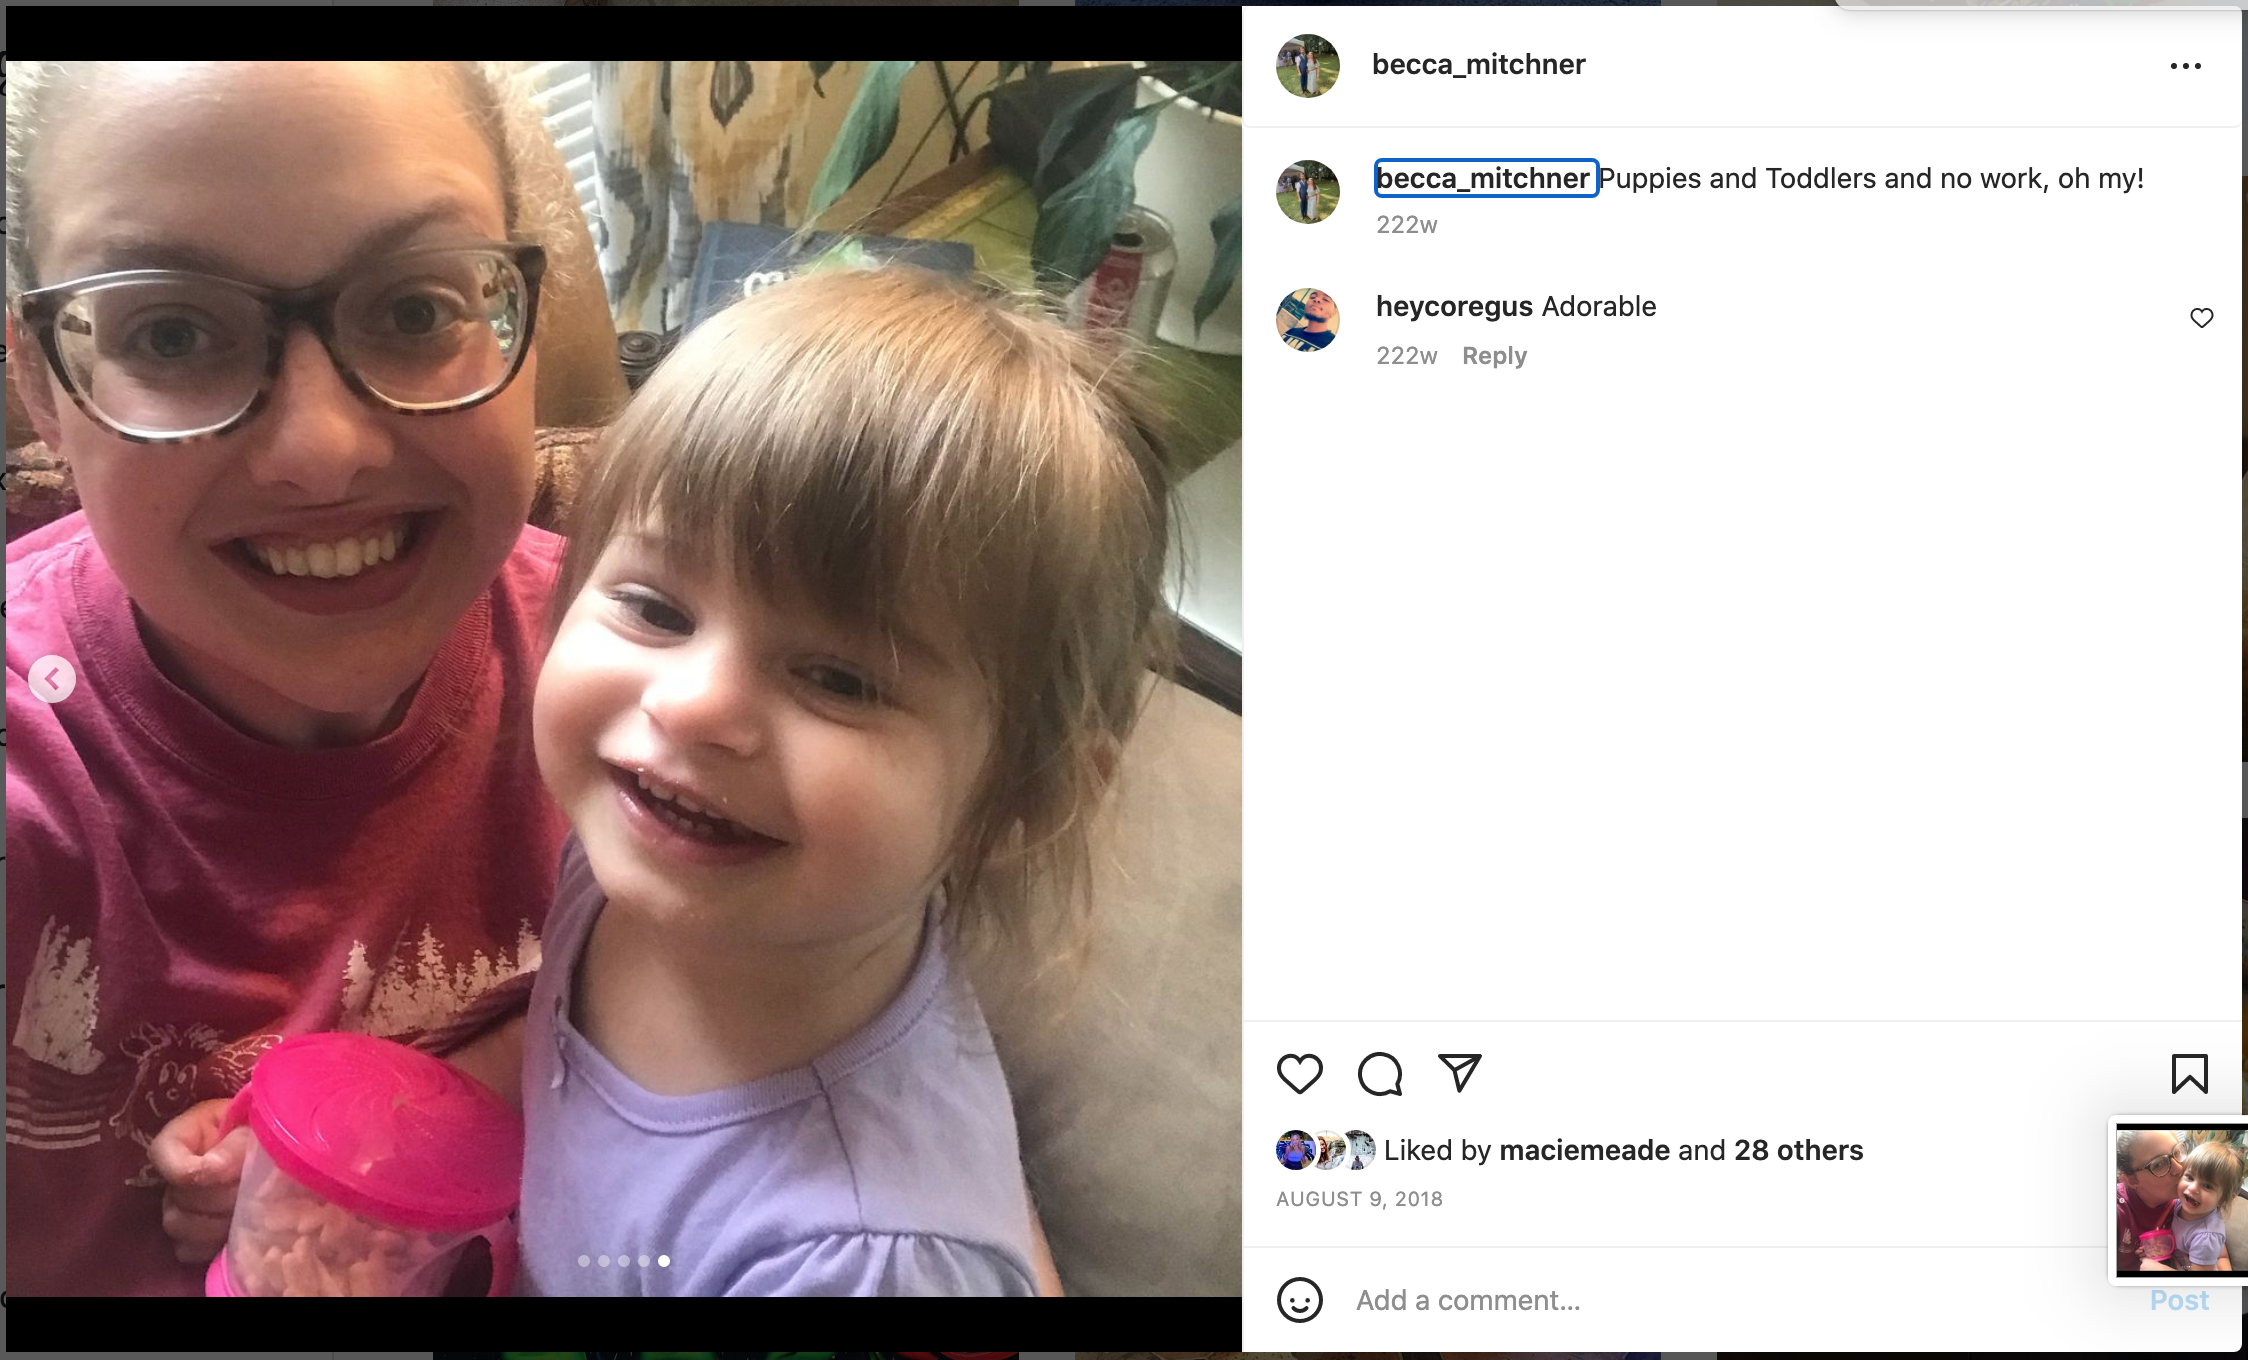 becca_mitchner
becca_mitchner Puppies and Toddlers and no work, oh my!
222w
heycoregus Adorable
222w Reply
Liked by maciemeade and 28 others
AUGUST 9, 2018
Add a comment...
Post